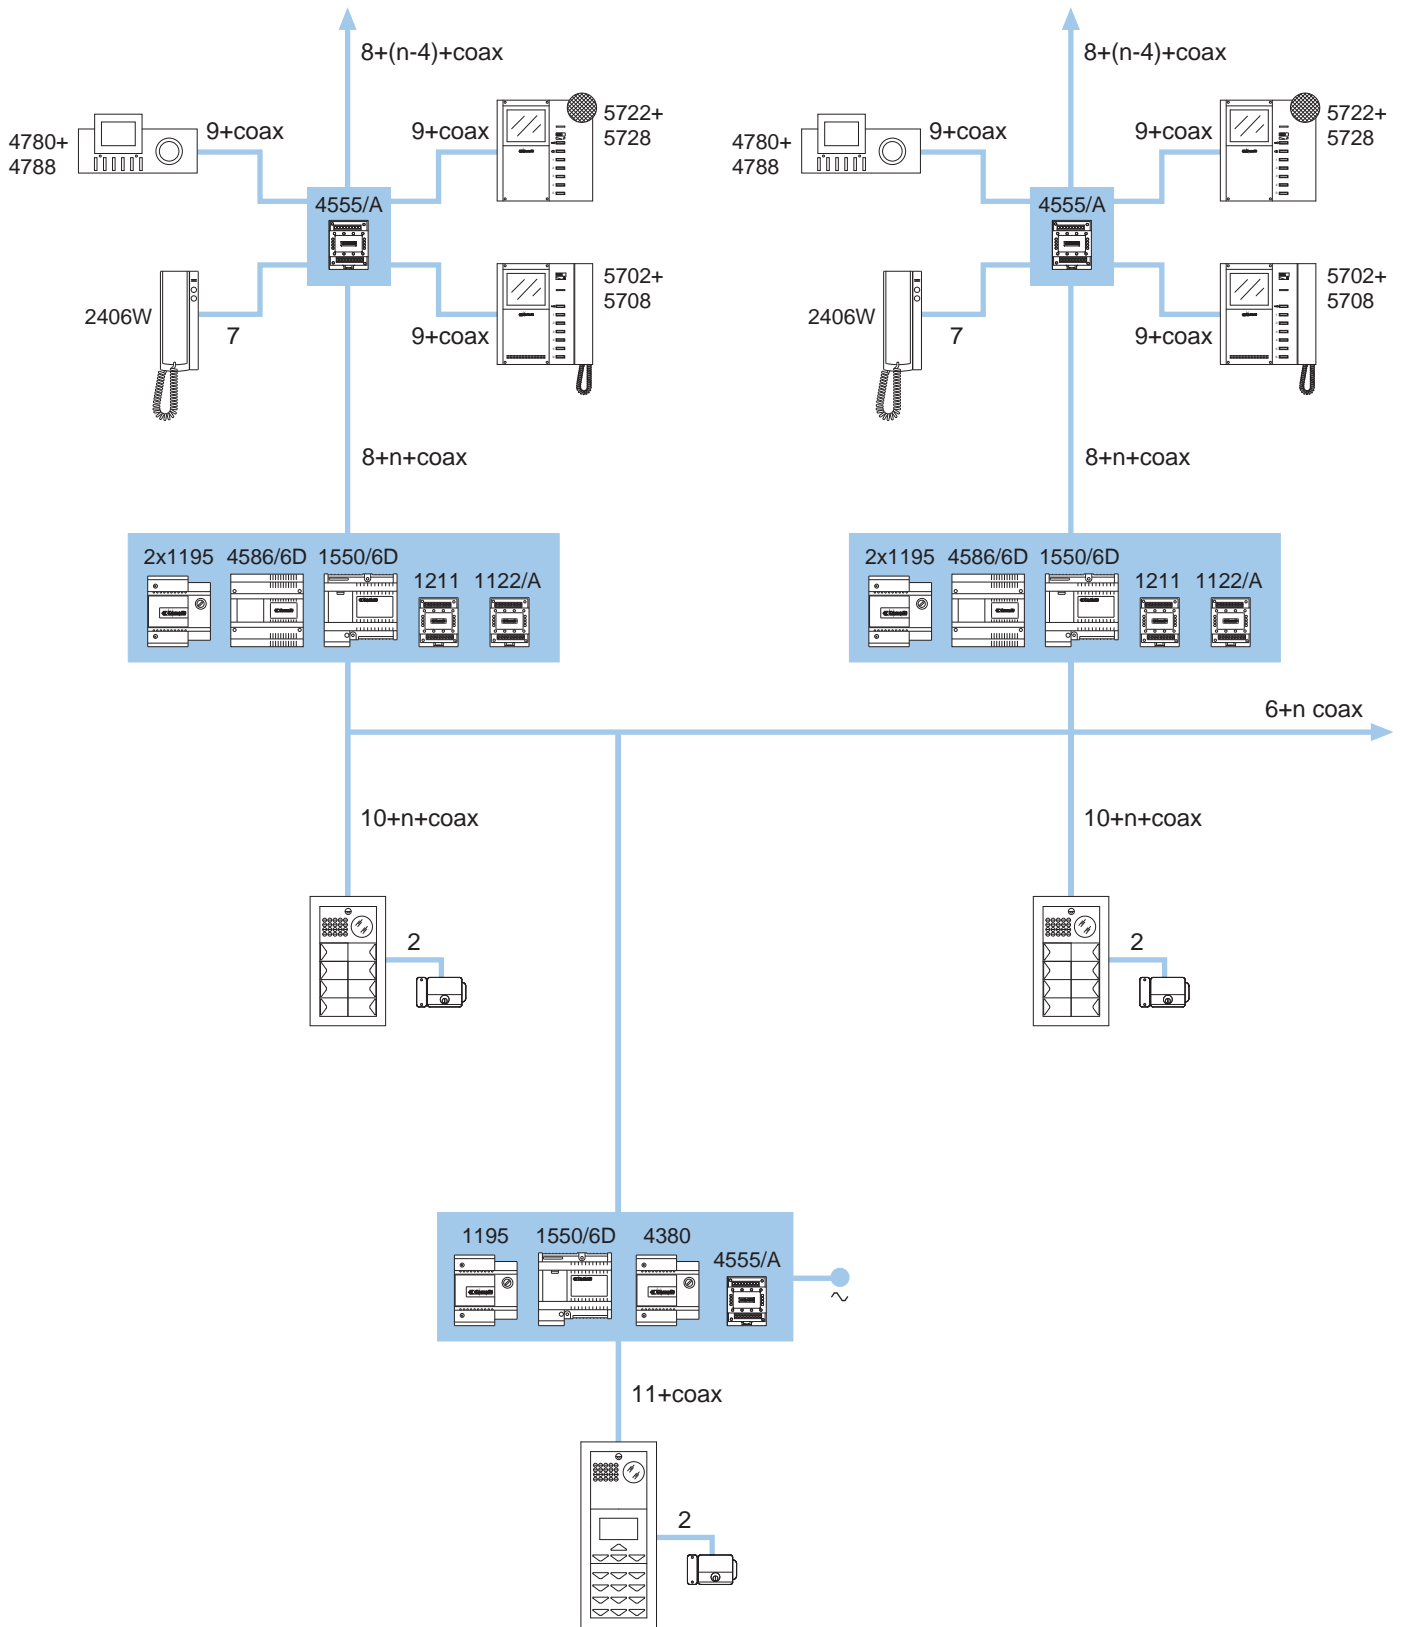 8+(n-4)+coax
8+(n-4)+coax
4780+
4788
9+coax
9+coax
5722+
5728
4780+
4788
9+coax
9+coax
5722+
5728
4555/A
4555/A
2406W
7
9+coax
5702+
5708
2406W
7
9+coax
5702+
5708
8+n+coax
8+n+coax
2x1195 4586/6D 1550/6D 1211 1122/A
2x1195 4586/6D 1550/6D 1211 1122/A
6+n coax
10+n+coax
10+n+coax
2
2
1195 1550/6D 4380 4555/A
~
11+coax
2